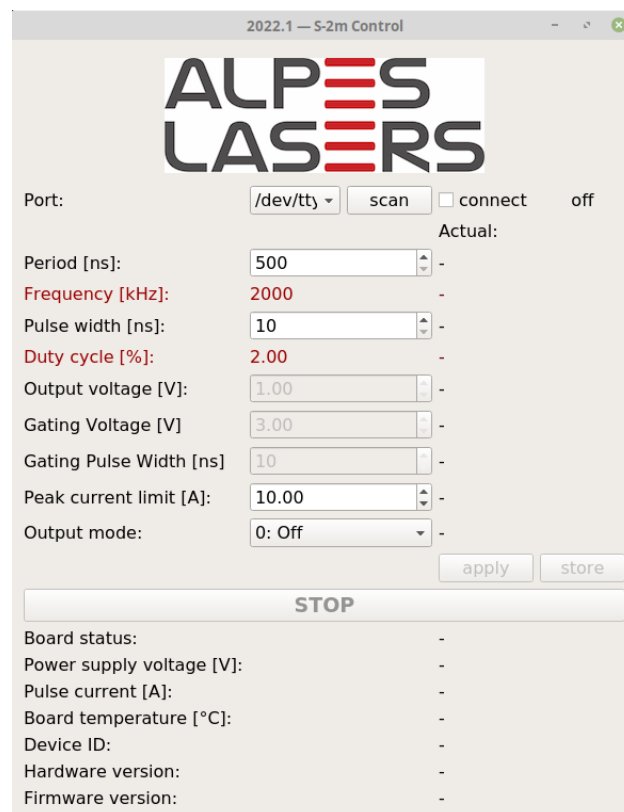 2022.1 — S-2m Control
ALPES
LASERS
Port: /dev/tty scan connect off
Actual:
Period [ns]: 500 -
Frequency [kHz]: 2000 -
Pulse width [ns]: 10 -
Duty cycle [%]: 2.00 -
Output voltage [V]: 1.00 -
Gating Voltage [V] 3.00 -
Gating Pulse Width [ns] 10 -
Peak current limit [A]: 10.00 -
Output mode: 0: Off -
apply store
STOP
Board status: -
Power supply voltage [V]: -
Pulse current [A]: -
Board temperature [°C]: -
Device ID: -
Hardware version: -
Firmware version: -